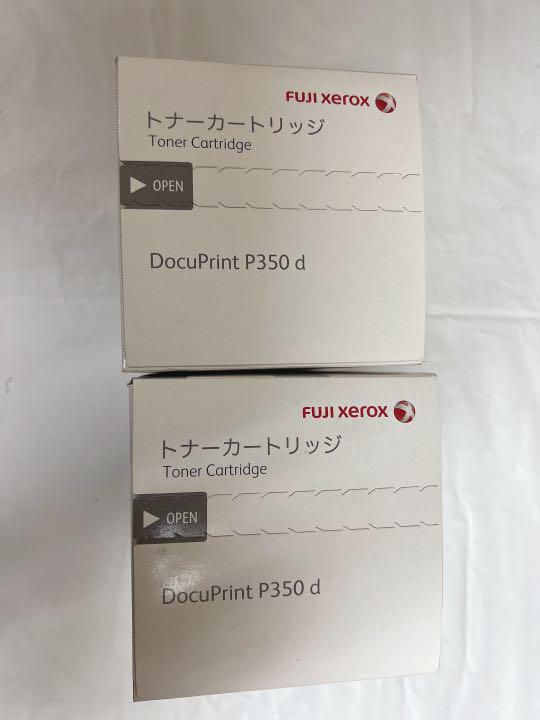 FUJI xerox
トナーカートリッジ
Toner Cartridge
OPEN
DocuPrint P350 d
FUJI xerox
トナーカートリッジ
Toner Cartridge
OPEN
DocuPrint P350 d